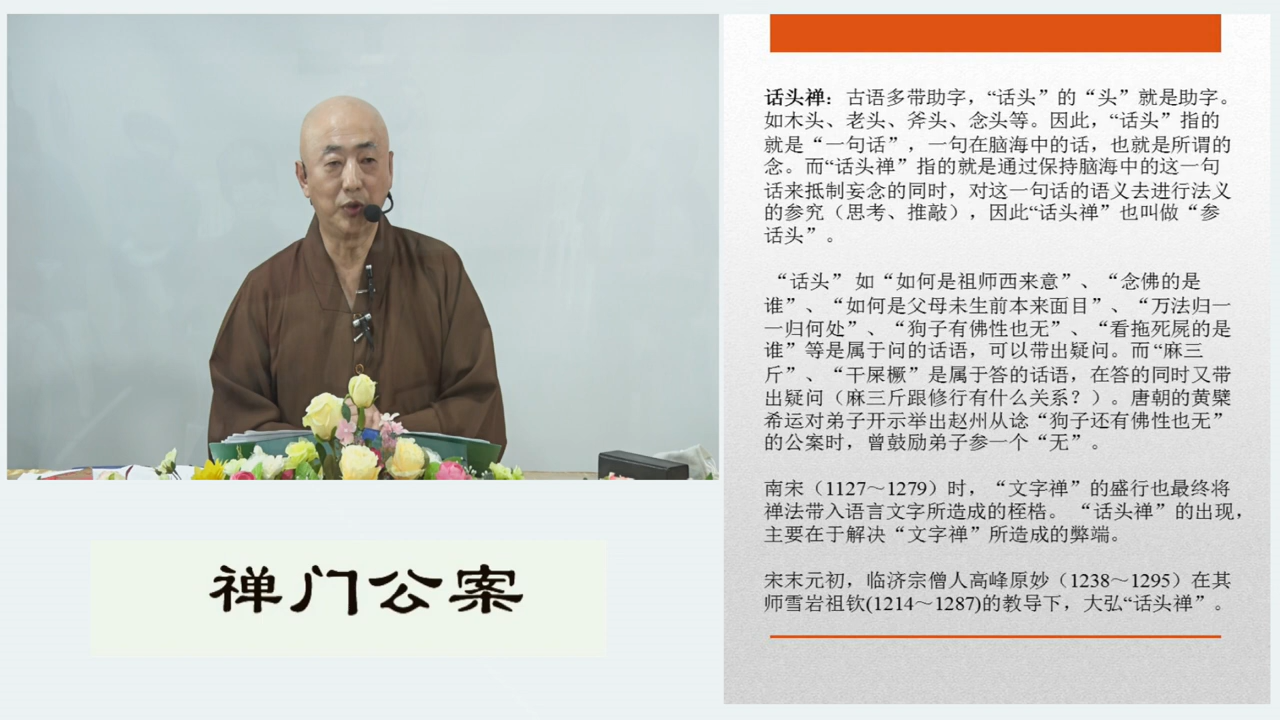 话头禅：古语多带助字，“话头”的“头”就是助字。
如木头、老头、斧头、念头等。因此，“话头”指的
就是“一句话”，一句在脑海中的话，也就是所谓的
念。而“话头禅”指的就是通过保持脑海中的这一句
话来抵制妄念的同时，对这一句话的语义去进行法义
的参究（思考、推敲），因此“话头禅”也叫做“参
话头”。
“话头” 如“如何是祖师西来意”、“念佛的是
谁”、“如何是父母未生前本来面目”、“万法归一
一归何处”、“狗子有佛性也无”、“看拖死屍的是
谁”等是属于问的话语，可以带出疑问。而“麻三
斤”、“干屎橛”是属于答的话语，在答的同时又带
出疑问（麻三斤跟修行有什么关系？）。唐朝的黄檗
希运对弟子开示举出赵州从谂“狗子还有佛性也无”
的公案时，曾鼓励弟子参一个“无”。
南宋（1127～1279）时，“文字禅”的盛行也最终将
禅法带入语言文字所造成的桎梏。“话头禅”的出现，
主要在于解决“文字禅”所造成的弊端。
宋末元初，临济宗僧人高峰原妙（1238～1295）在其
师雪岩祖钦(1214～1287)的教导下，大弘“话头禅”。
禅门公案